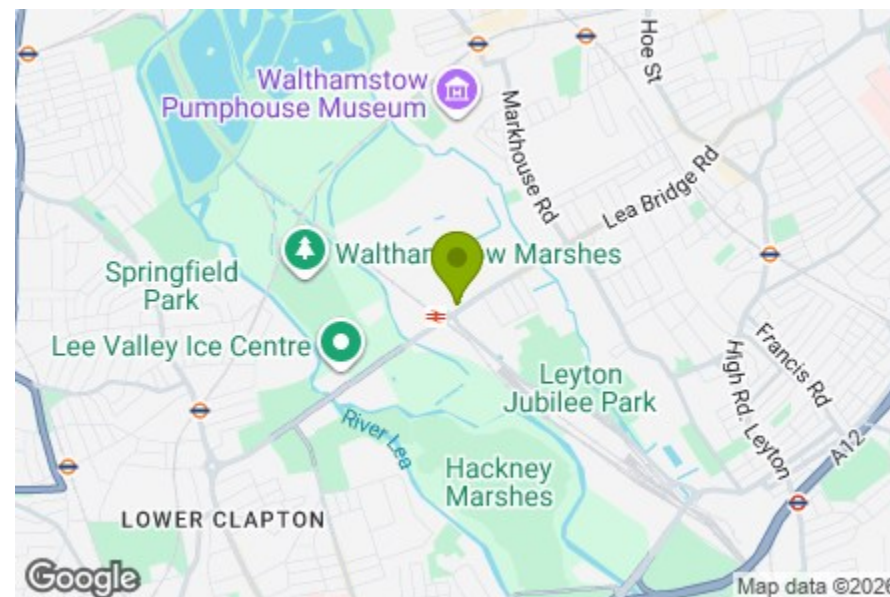 Hoe St
Walthamstow
Pumphouse Museum
Markhouse Rd
Lea Bridge Rd
Walthamstow Marshes
Springfield
Park
Lee Valley Ice Centre
Leyton
Jubilee Park
Francis Rd
High Rd. Leyton
A12
River Lea
Hackney
Marshes
LOWER CLAPTON
Google
Map data ©2026